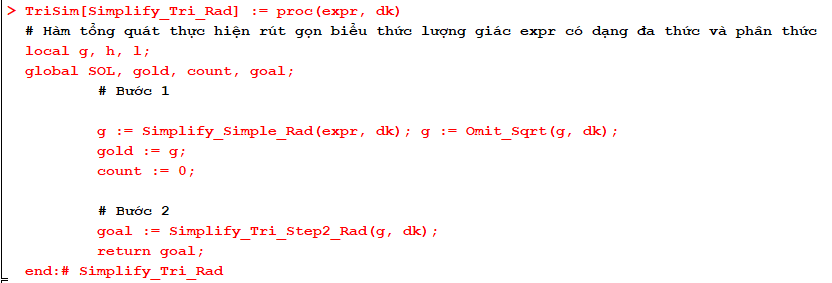 > TriSim[Simplify_Tri_Rad] := proc(expr, dk)
# Hàm tổng quát thực hiện rút gọn biểu thức lượng giác expr có dạng đa thức và phân thức
local g, h, l;
global SOL, gold, count, goal;
# Bước 1
g := Simplify_Simple_Rad(expr, dk); g := Omit_Sqrt(g, dk);
gold := g;
count := 0;
# Bước 2
goal := Simplify_Tri_Step2_Rad(g, dk);
return goal;
end:# Simplify_Tri_Rad